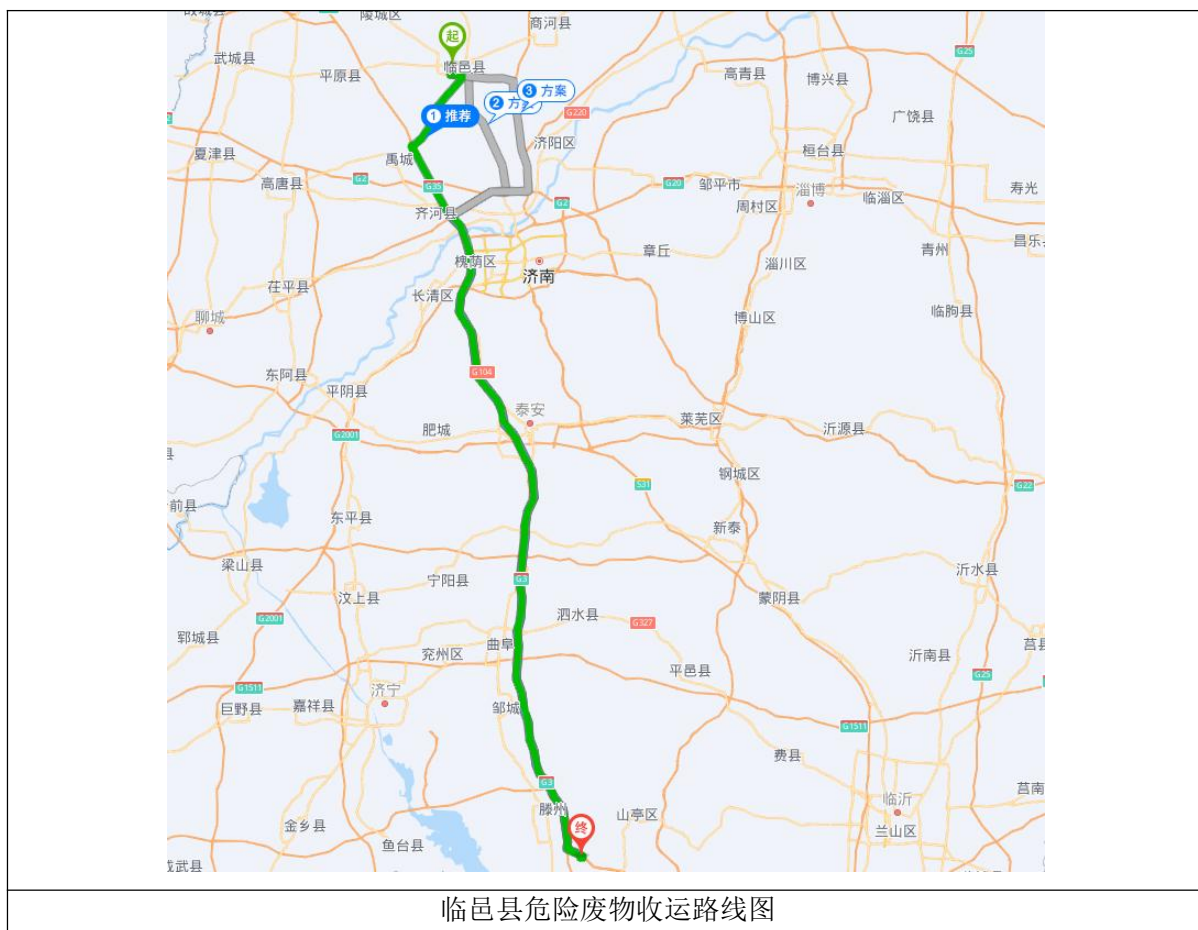 故城县
陵城区
商河县
起
武城县
平原县
临邑县
高青县
博兴县
G25
3 方案
2 方
1 推荐
G220
广饶县
夏津县
禹城
济阳区
桓台县
高唐县
G2
G35
G20
邹平市
淄博
临淄区
寿光
齐河县
G2
周村区
槐荫区
章丘
青州
昌乐县
济南
淄川区
茌平县
长清区
临朐县
聊城
博山区
东阿县
G104
平阴县
泰安
肥城
莱芜区
沂源县
G2001
钢城区
S31
G22
前县
东平县
新泰
梁山县
宁阳县
G3
沂水县
汶上县
蒙阴县
G2001
泗水县
G327
郓城县
曲阜
兖州区
沂南县
莒县
平邑县
G25
G1511
济宁
巨野县
嘉祥县
邹城
G1511
费县
G3
莒南
滕州
临沂
山亭区
金乡县
终
兰山区
鱼台县
成武县
临邑县危险废物收运路线图